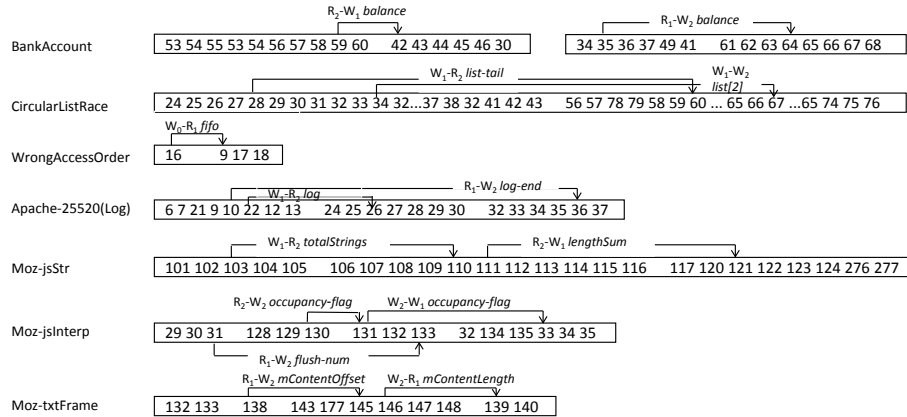 R₂-W₁ balance R₁-W₂ balance
BankAccount 53 54 55 53 54 56 57 58 59 60 42 43 44 45 46 30 34 35 36 37 49 41 61 62 63 64 65 66 67 68
W₁-R₂ list-tail W₁-W₂
list[2]
CircularListRace 24 25 26 27 28 29 30 31 32 33 34 32...37 38 32 41 42 43 56 57 78 79 58 59 60 ... 65 66 67 ...65 74 75 76
W₀-R₁ fifo
WrongAccessOrder 16 9 17 18
R₁-W₂ log-end
W₁-R₂ log
Apache-25520(Log) 6 7 21 9 10 22 12 13 24 25 26 27 28 29 30 32 33 34 35 36 37
W₁-R₂ totalStrings R₂-W₁ lengthSum
Moz-jsStr 101 102 103 104 105 106 107 108 109 110 111 112 113 114 115 116 117 120 121 122 123 124 276 277
R₂-W₂ occupancy-flag W₂-W₁ occupancy-flag
Moz-jsInterp 29 30 31 128 129 130 131 132 133 32 134 135 33 34 35
R₁-W₂ flush-num
R₁-W₂ mContentOffset W₂-R₁ mContentLength
Moz-txtFrame 132 133 138 143 177 145 146 147 148 139 140